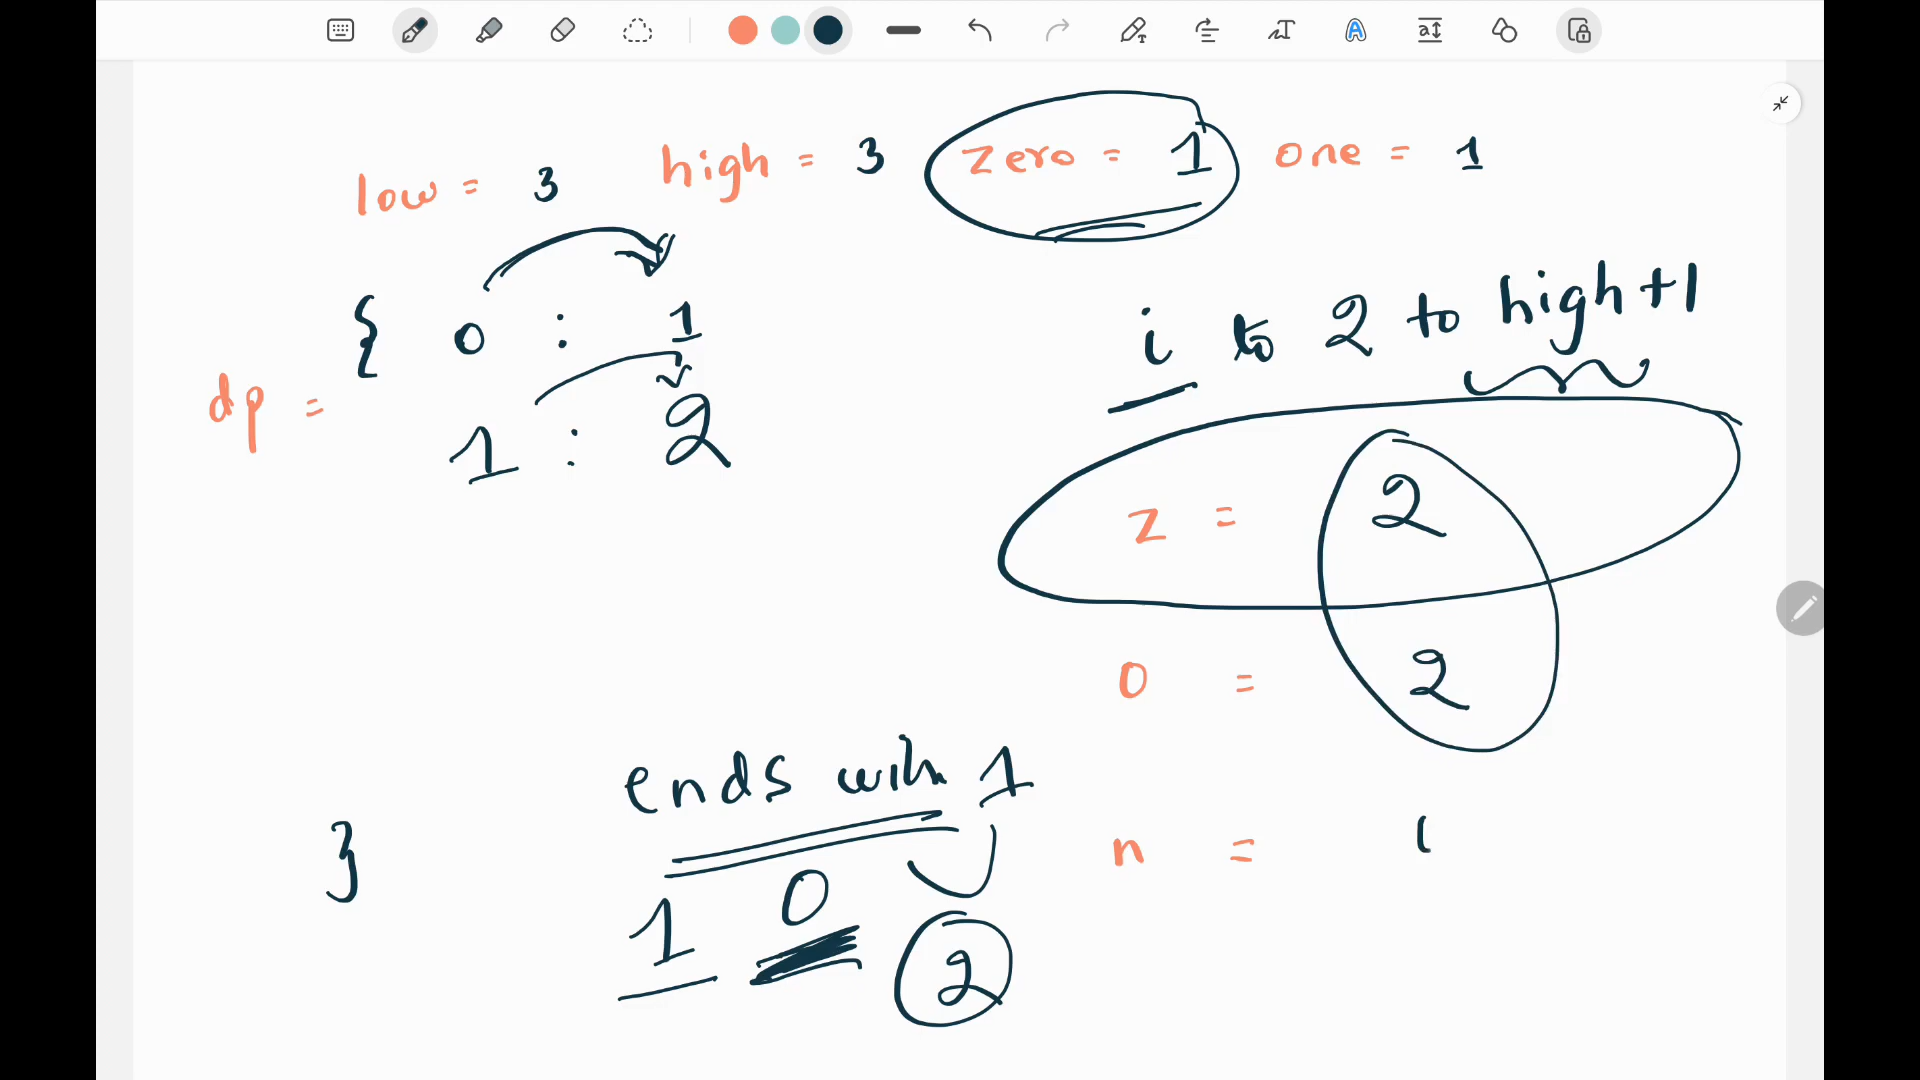 low = 3 high = 3 zero = 1 one = 1
{ 0 : 1
i to 2 to high+1
dp =
1 : 2
z = 2
0 = 2
ends with 1
n =
}
1 0 2